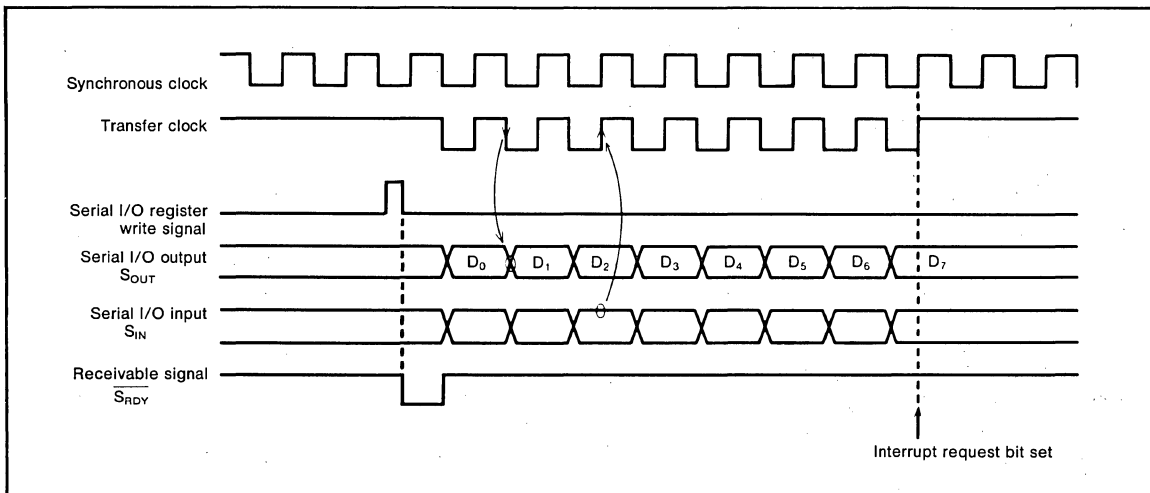 Synchronous clock
Transfer clock
Serial I/O register
write signal
Serial I/O output
SOUT
D0 D1 D2 D3 D4 D5 D6 D7
Serial I/O input
SIN
Receivable signal
SRDY
Interrupt request bit set